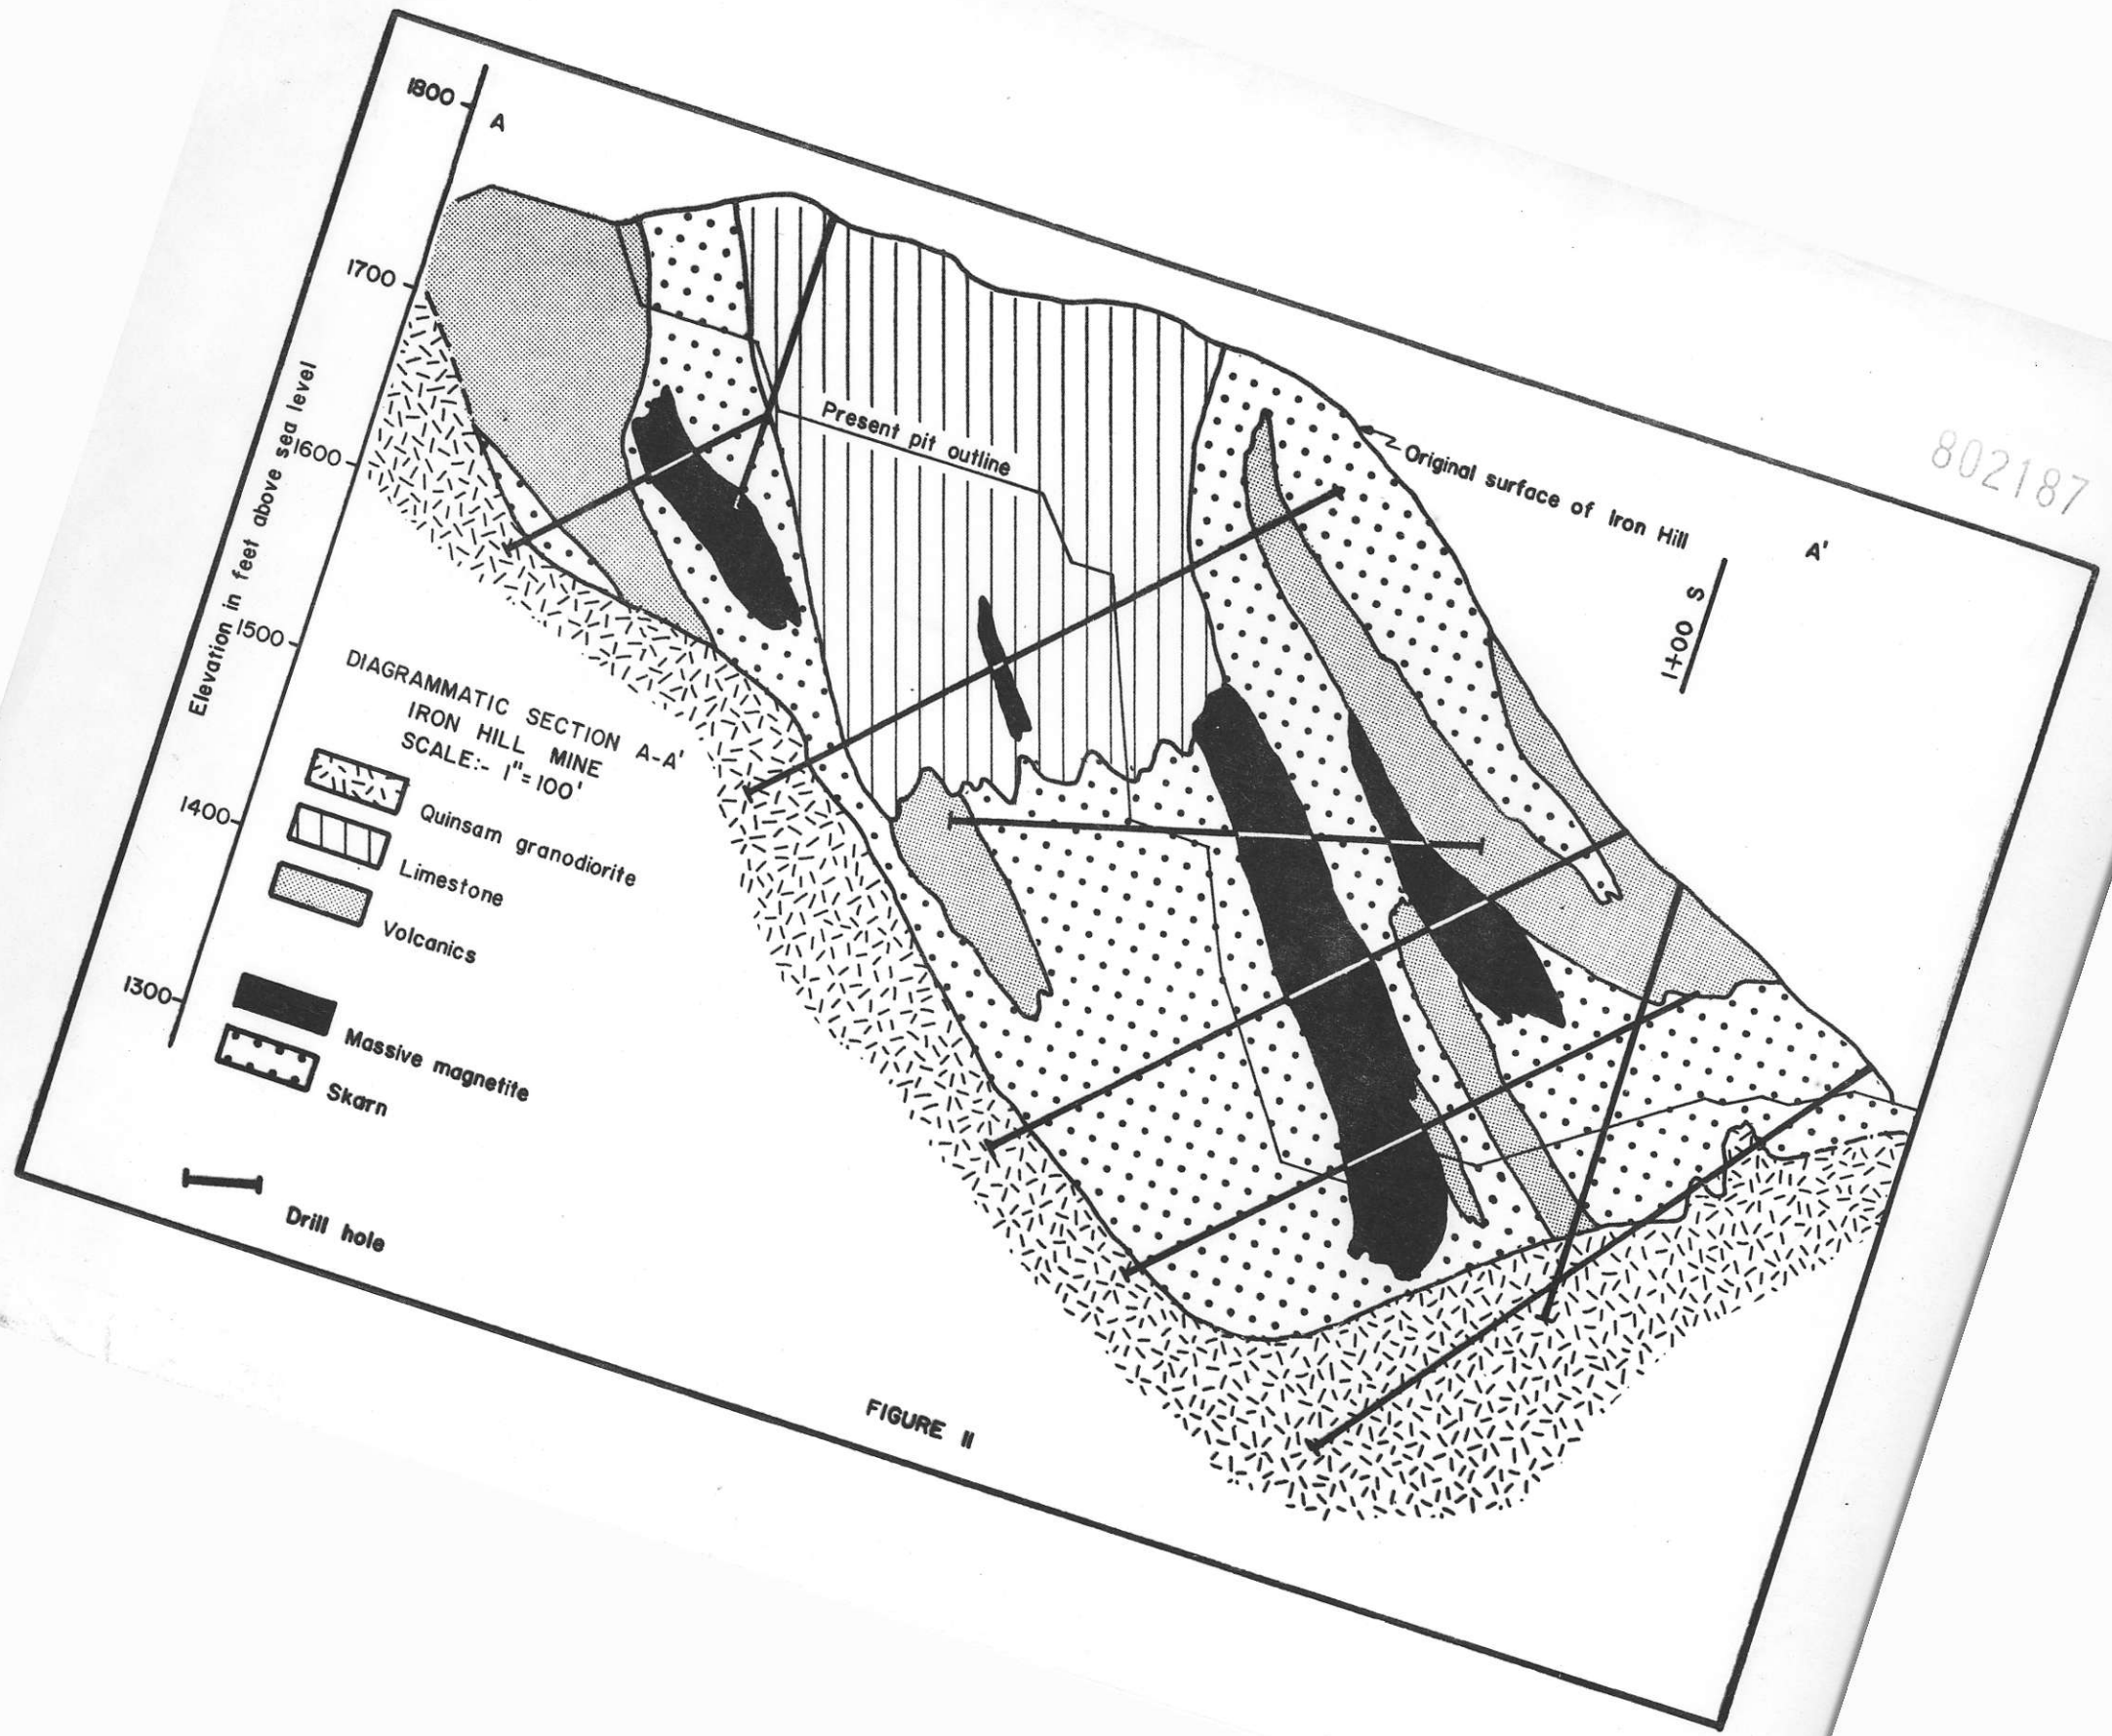 1800
A
1700
1600
1500
1400
1300
Elevation in feet above sea level
Present pit outline
Original surface of Iron Hill
802187
A'
1+00 S
DIAGRAMMATIC SECTION A-A'
IRON HILL MINE
SCALE:- 1"=100'
Quinsam granodiorite
Limestone
Volcanics
Massive magnetite
Skarn
Drill hole
FIGURE II